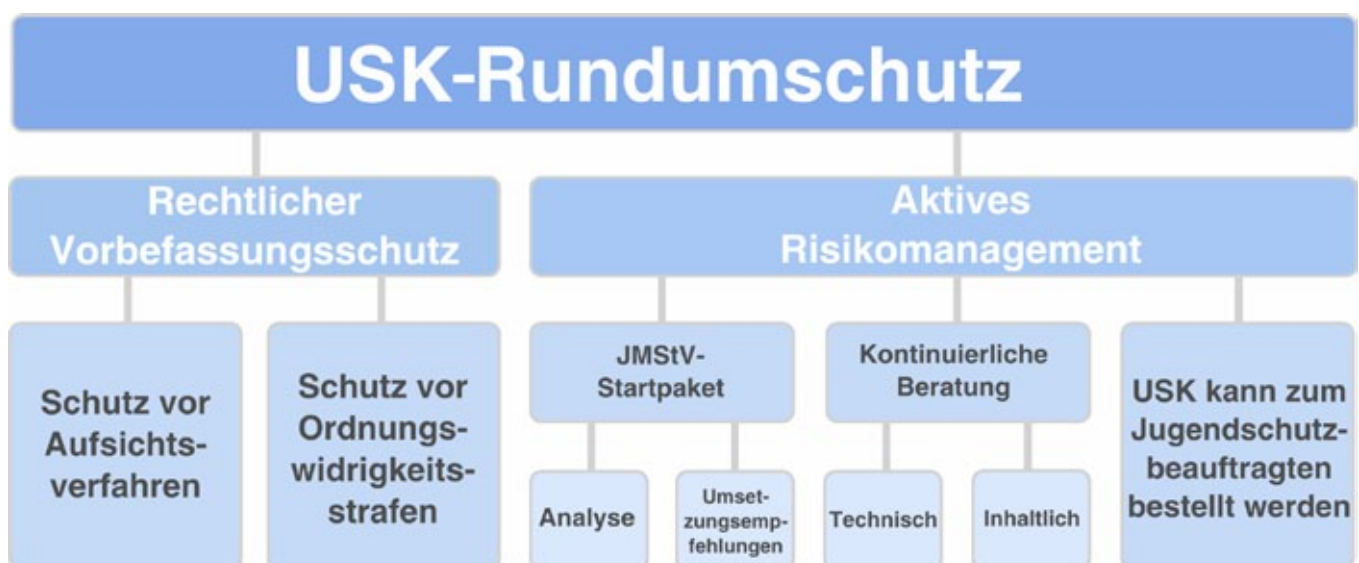 USK-Rundumschutz
Rechtlicher
Vorbefassungsschutz
Aktives
Risikomanagement
Schutz vor
Aufsichts-
verfahren
Schutz vor
Ordnungs-
widrigkeits-
strafen
JMStV-
Startpaket
Analyse
Umset-
zungsemp-
fehlungen
Kontinuierliche
Beratung
Technisch
Inhaltlich
USK kann zum
Jugendschutz-
beauftragten
bestellt werden